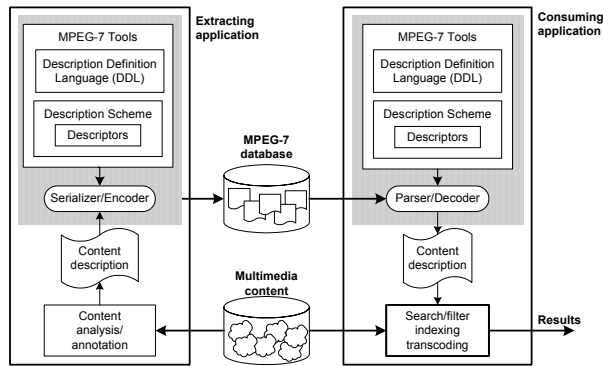 Extracting
application
MPEG-7 Tools
Description Definition
Language (DDL)
Description Scheme
Descriptors
Serializer/Encoder
Content
description
Content
analysis/
annotation
MPEG-7
database
Multimedia
content
Consuming
application
MPEG-7 Tools
Description Definition
Language (DDL)
Description Scheme
Descriptors
Parser/Decoder
Content
description
Search/filter
indexing
transcoding
Results